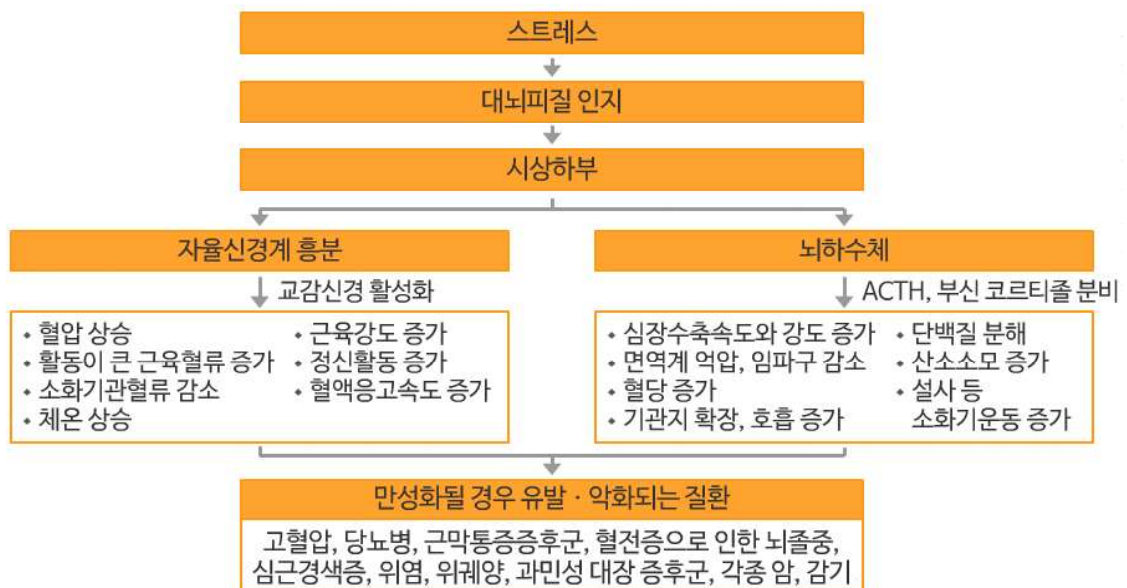 스트레스
대뇌피질 인지
시상하부
자율신경계 흥분
교감신경 활성화
◆ 혈압 상승
◆ 활동이 큰 근육혈류 증가
◆ 소화기관혈류 감소
◆ 체온 상승
◆ 근육강도 증가
◆ 정신활동 증가
◆ 혈액응고속도 증가
뇌하수체
ACTH, 부신 코르티졸 분비
◆ 심장수축속도와 강도 증가
◆ 면역계 억압, 임파구 감소
◆ 혈당 증가
◆ 기관지 확장, 호흡 증가
◆ 단백질 분해
◆ 산소소모 증가
◆ 설사 등
소화기운동 증가
만성화될 경우 유발 · 악화되는 질환
고혈압, 당뇨병, 근막통증증후군, 혈전증으로 인한 뇌졸중,
심근경색증, 위염, 위궤양, 과민성 대장 증후군, 각종 암, 감기